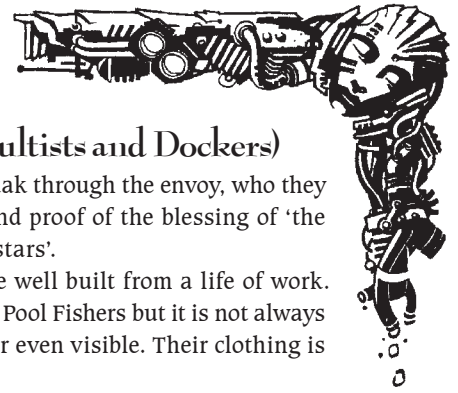 ultists and Dockers)
ak through the envoy, who they
nd proof of the blessing of ‘the
stars’.
e well built from a life of work.
Pool Fishers but it is not always
r even visible. Their clothing is